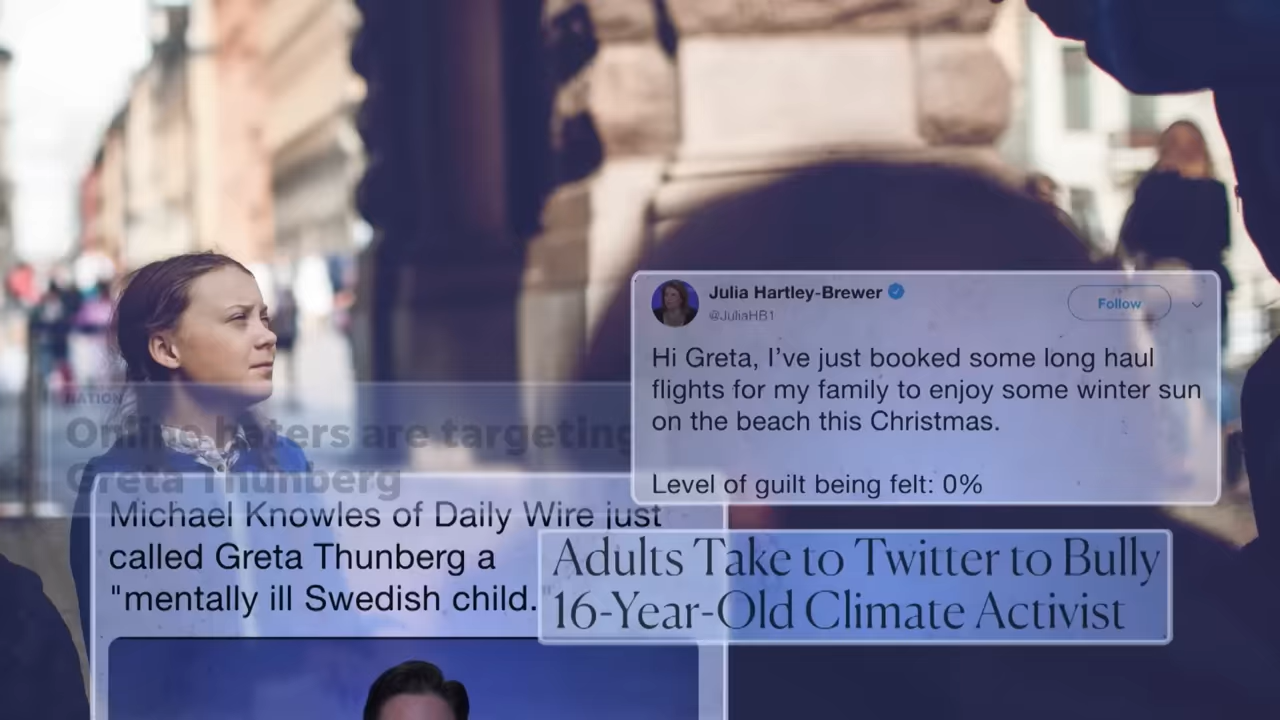 NATION
Online haters are targeting
Greta Thunberg
Julia Hartley-Brewer
@JuliaHB1
Follow
Hi Greta, I've just booked some long haul
flights for my family to enjoy some winter sun
on the beach this Christmas.
Level of guilt being felt: 0%
Michael Knowles of Daily Wire just
called Greta Thunberg a
"mentally ill Swedish child."
Adults Take to Twitter to Bully
16-Year-Old Climate Activist